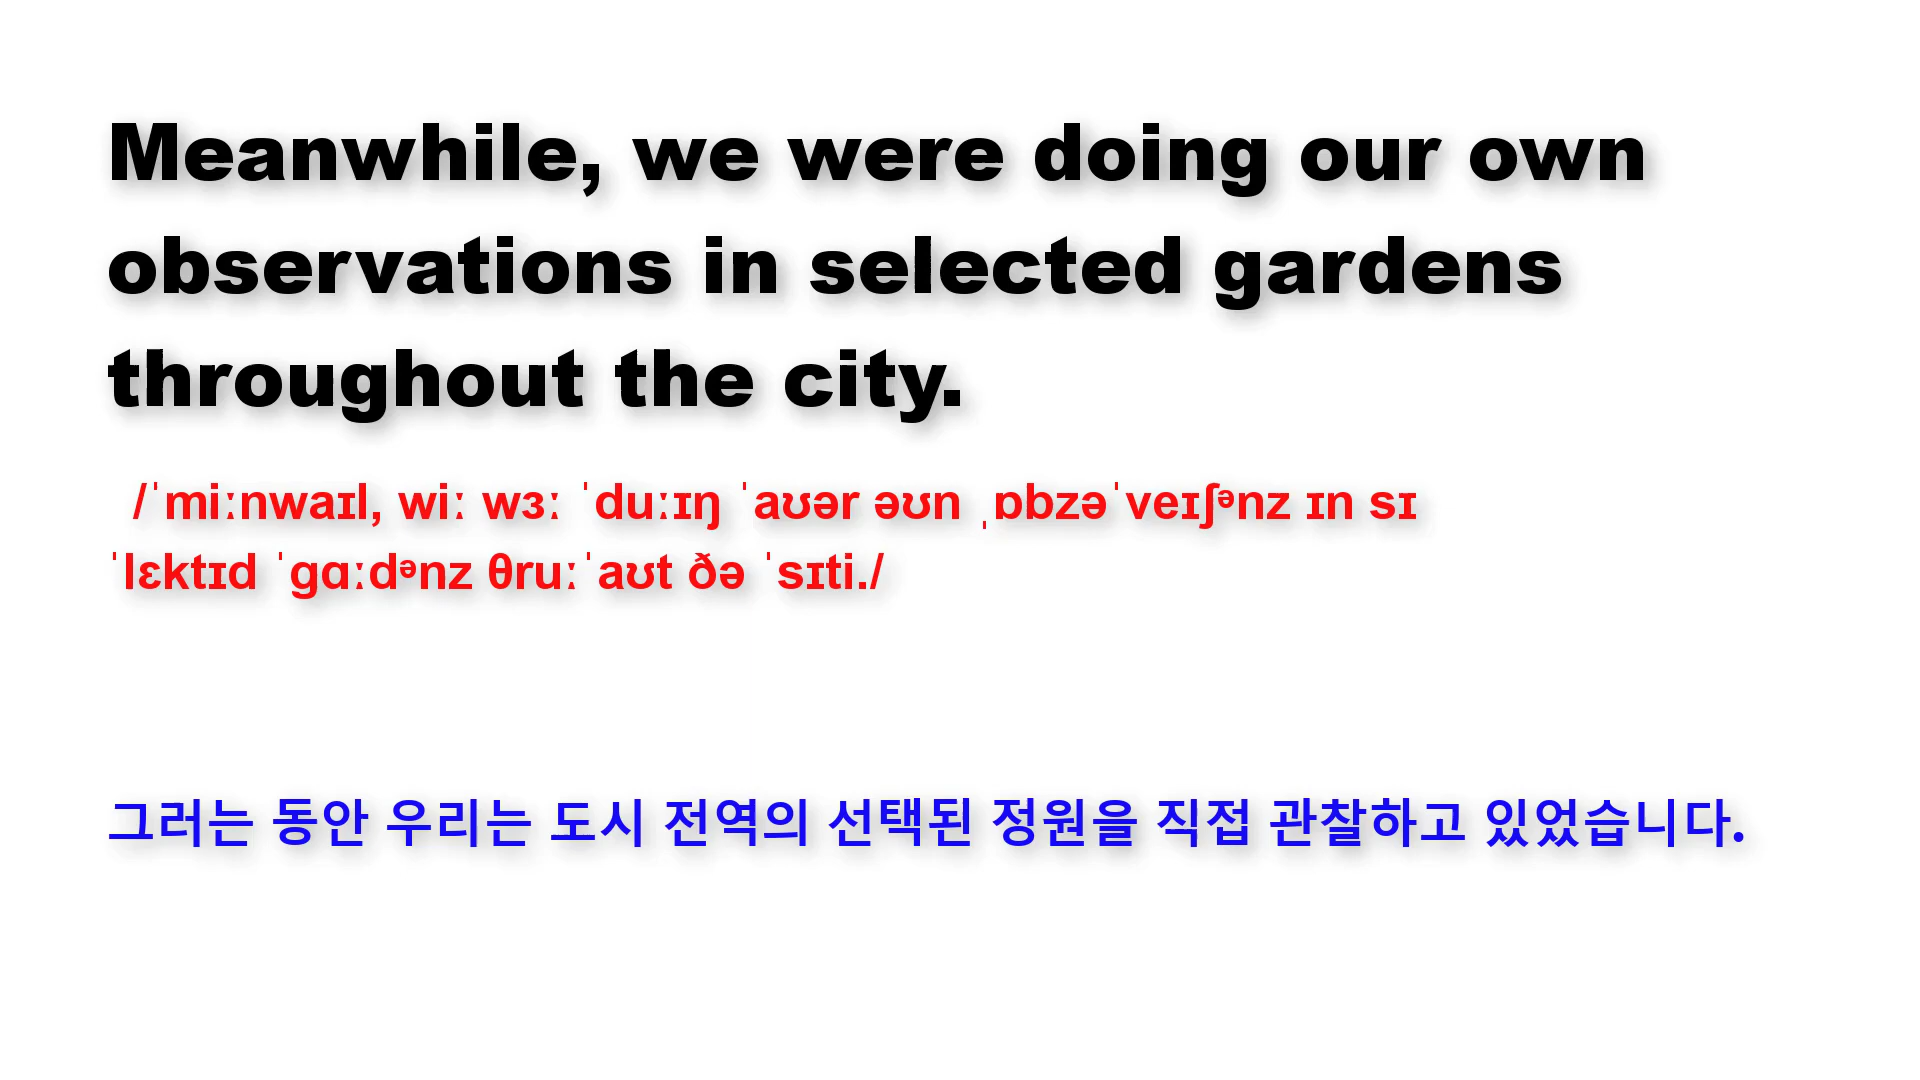 Meanwhile, we were doing our own
observations in selected gardens
throughout the city.
/ˈmiːnwaɪl, wiː wɜː ˈduːɪŋ ˈaʊər əʊn ˌɒbzəˈveɪʃᵊnz ɪn sɪ
ˈlɛktɪd ˈɡɑːdᵊnz θruːˈaʊt ðə ˈsɪti./
그러는 동안 우리는 도시 전역의 선택된 정원을 직접 관찰하고 있었습니다.